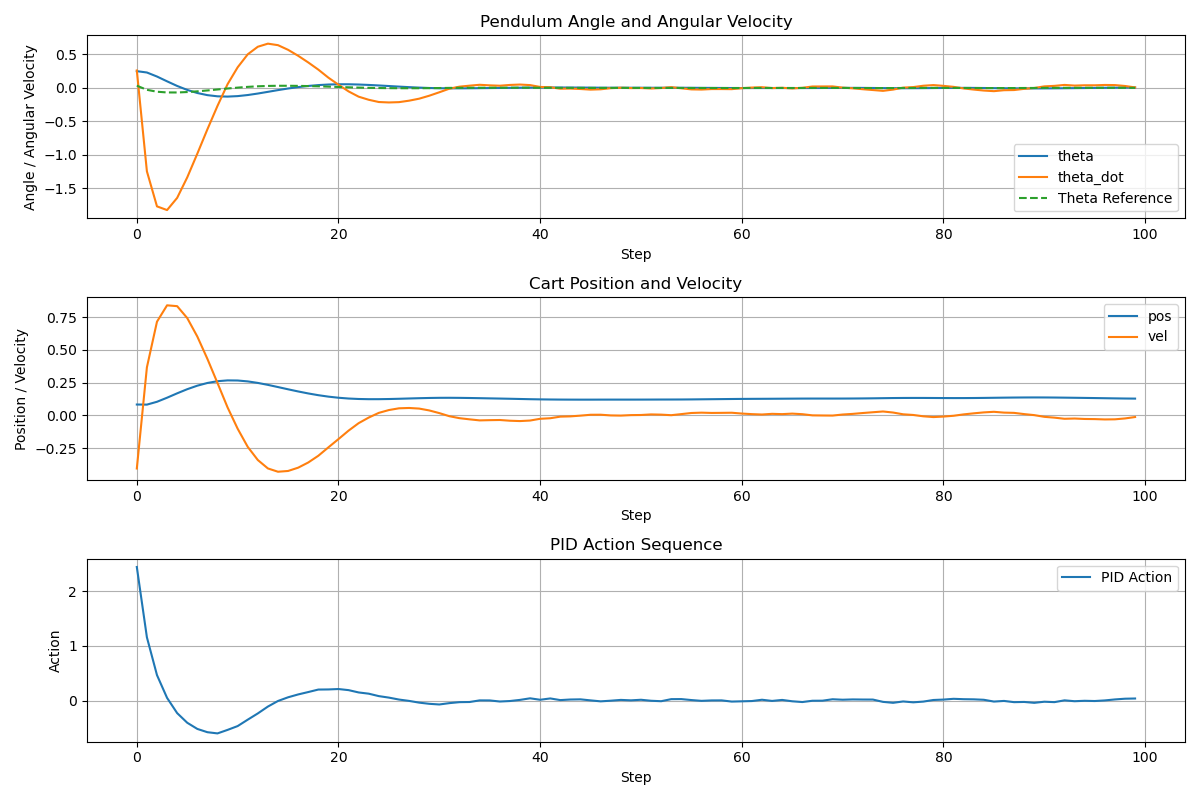 Pendulum Angle and Angular Velocity
Angle / Angular Velocity
0.5
0.0
−0.5
−1.0
−1.5
theta
theta_dot
Theta Reference
0 20 40 60 80 100
Step
Cart Position and Velocity
Position / Velocity
0.75
0.50
0.25
0.00
−0.25
pos
vel
0 20 40 60 80 100
Step
PID Action Sequence
Action
2
1
0
PID Action
0 20 40 60 80 100
Step